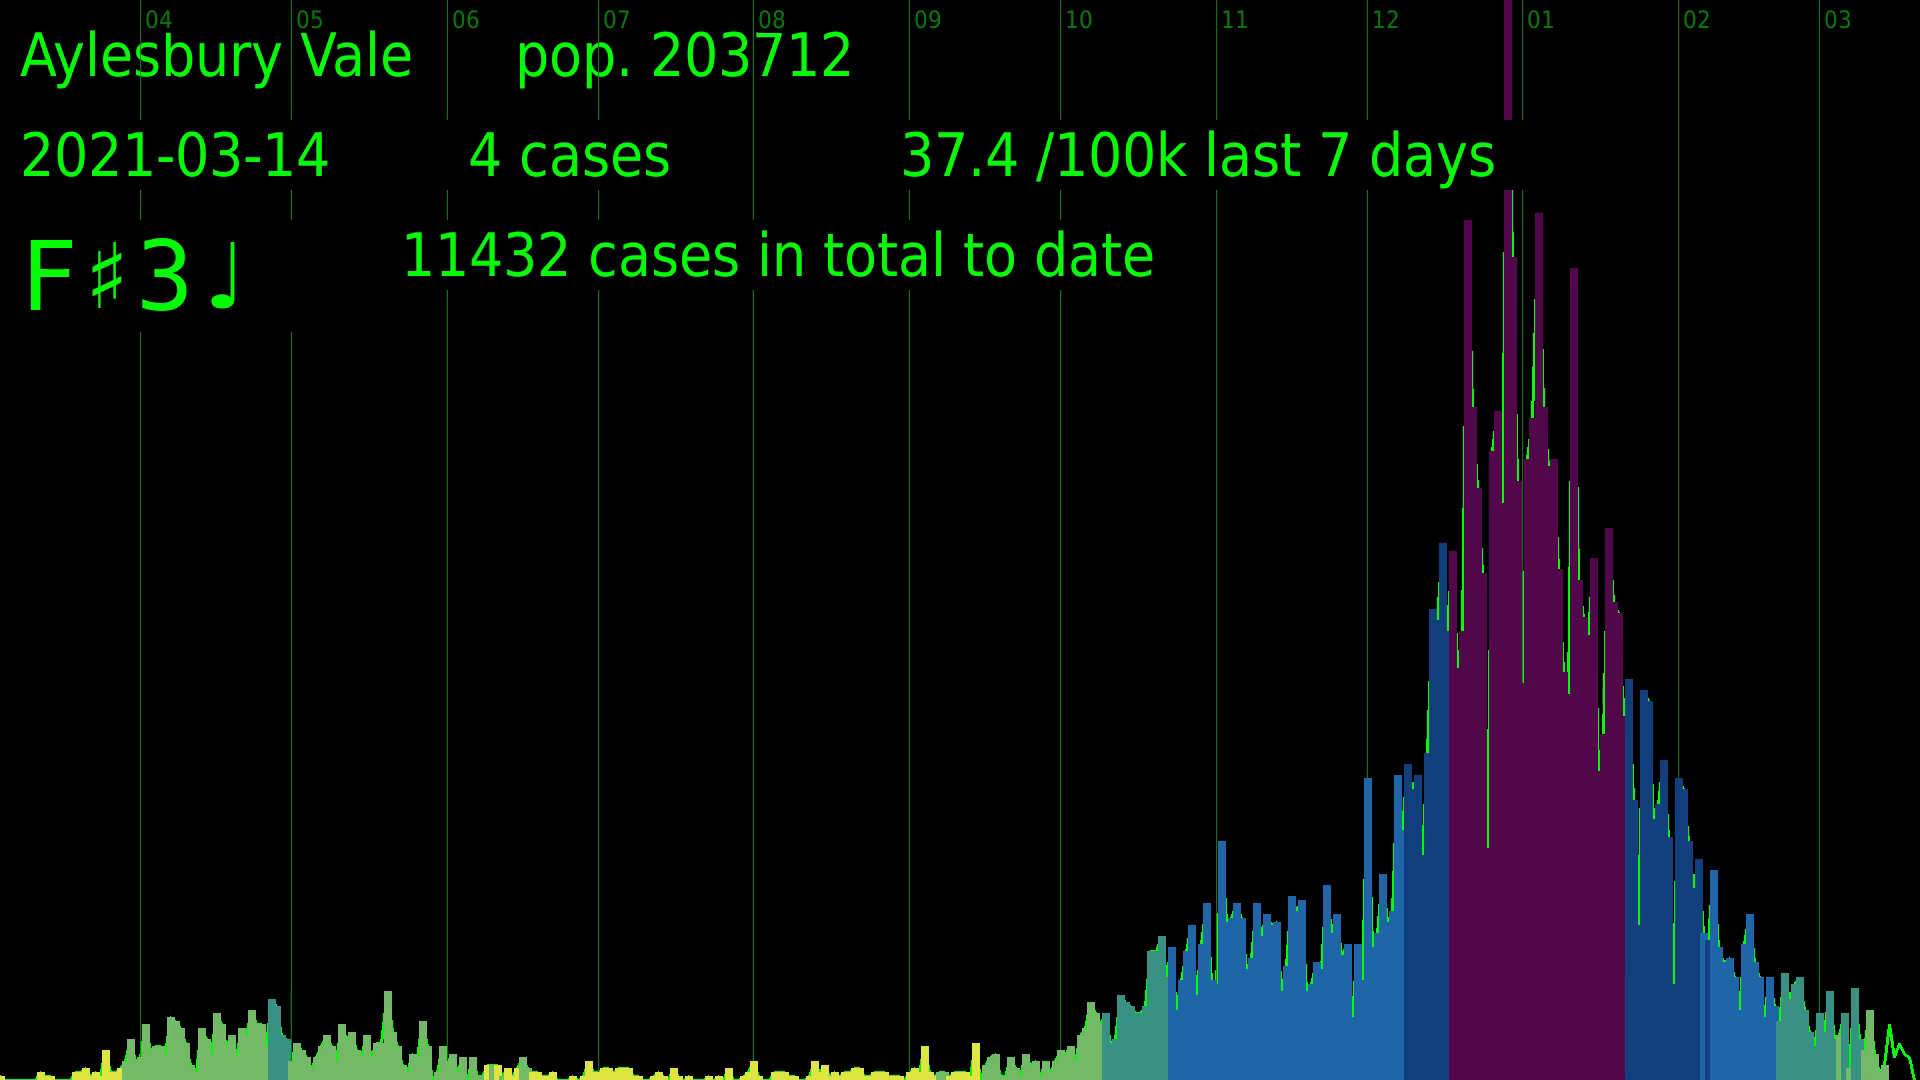 04 05 06 07 08 09 10 11 12 01 02 03
Aylesbury Vale pop. 203712
2021-03-14 4 cases 37.4 /100k last 7 days
F♯3♩ 11432 cases in total to date